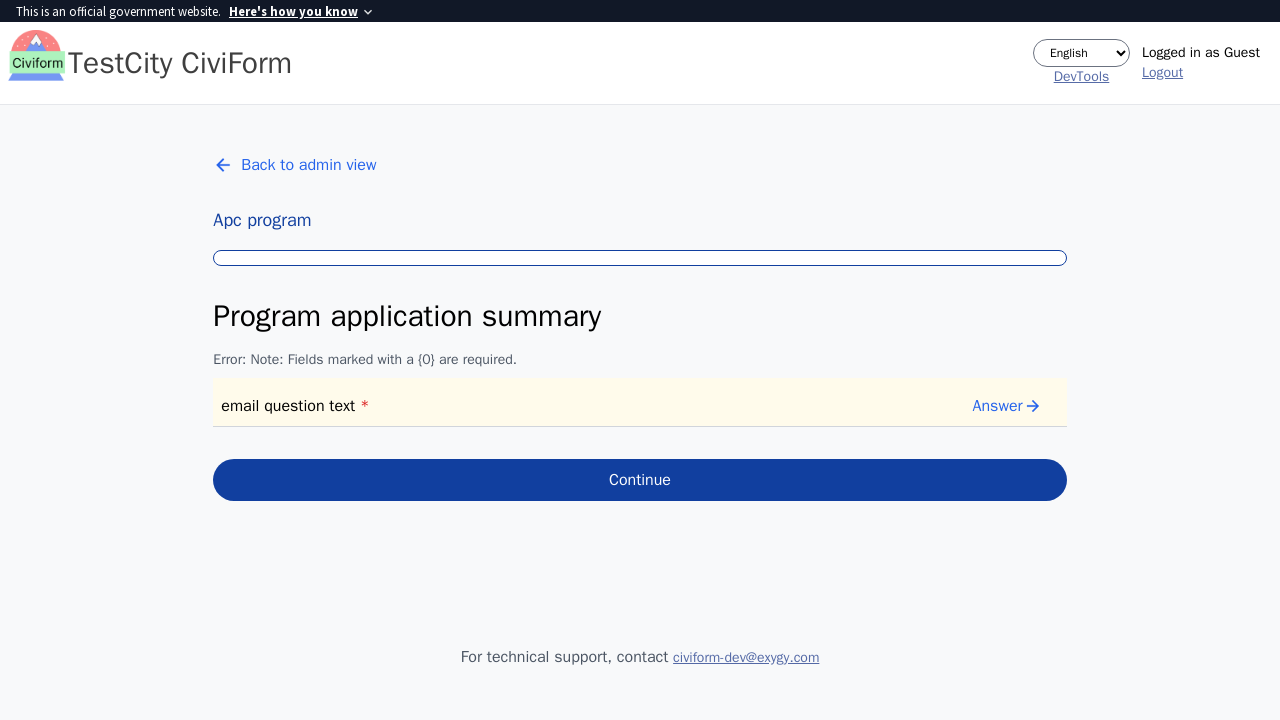 This is an official government website. Here's how you know
Civiform
TestCity CiviForm
English
DevTools
Logged in as Guest
Logout
Back to admin view
Apc program
Program application summary
Error: Note: Fields marked with a {0} are required.
email question text *
Answer
Continue
For technical support, contact civiform-dev@exygy.com